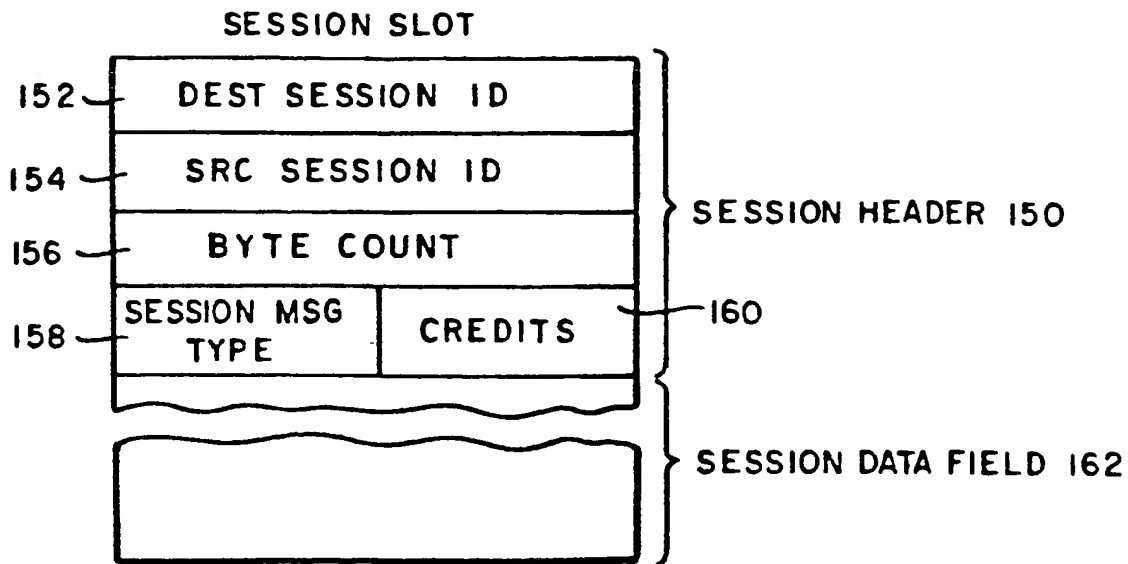 SESSION SLOT
152 DEST SESSION ID
154 SRC SESSION ID
SESSION HEADER 150
156 BYTE COUNT
158 SESSION MSG TYPE
CREDITS 160
SESSION DATA FIELD 162